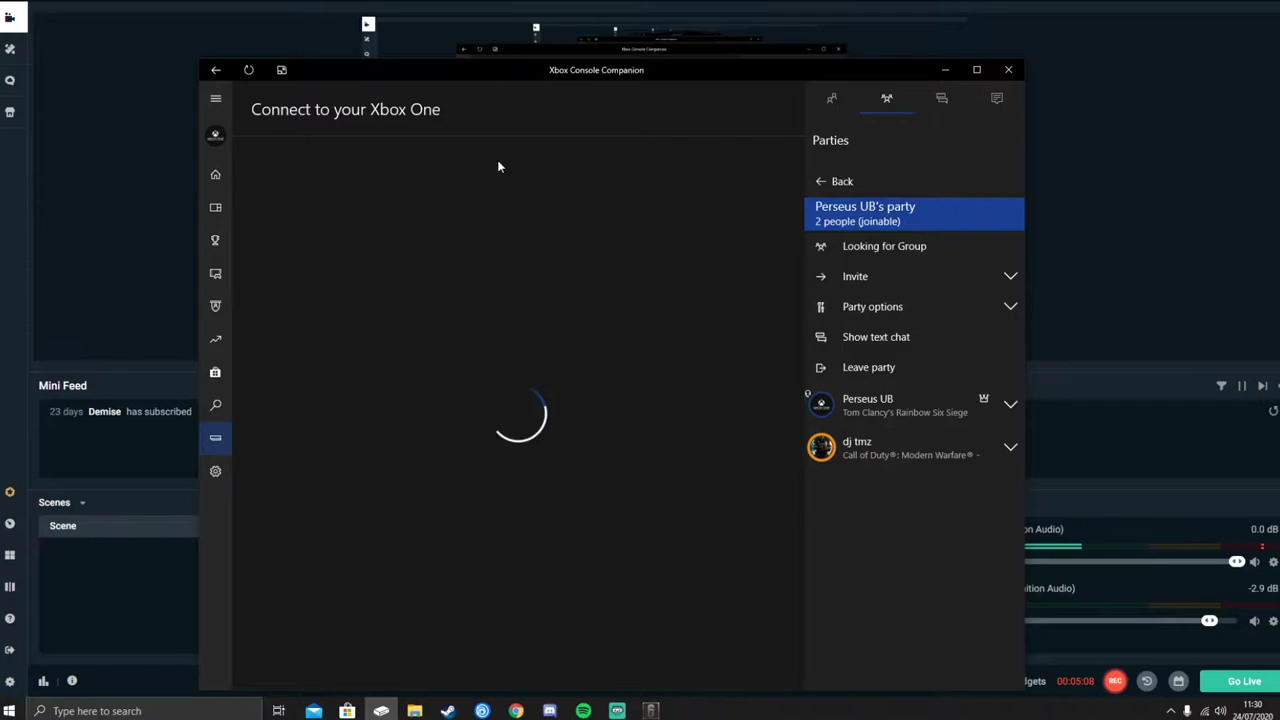 Xbox Console Companion
Xbox Console Companion
Connect to your Xbox One
Parties
Back
Perseus UB's party
2 people (joinable)
Looking for Group
Invite
Party options
Show text chat
Leave party
Perseus UB
Tom Clancy's Rainbow Six Siege
dj tmz
Call of Duty®: Modern Warfare® -
Mini Feed
23 days Demise has subscribed
Scenes
Scene
on Audio) 0.0 dB
ition Audio) -2.9 dB
dgets 00:05:08 REC Go Live
Type here to search
11:30
24/07/2020